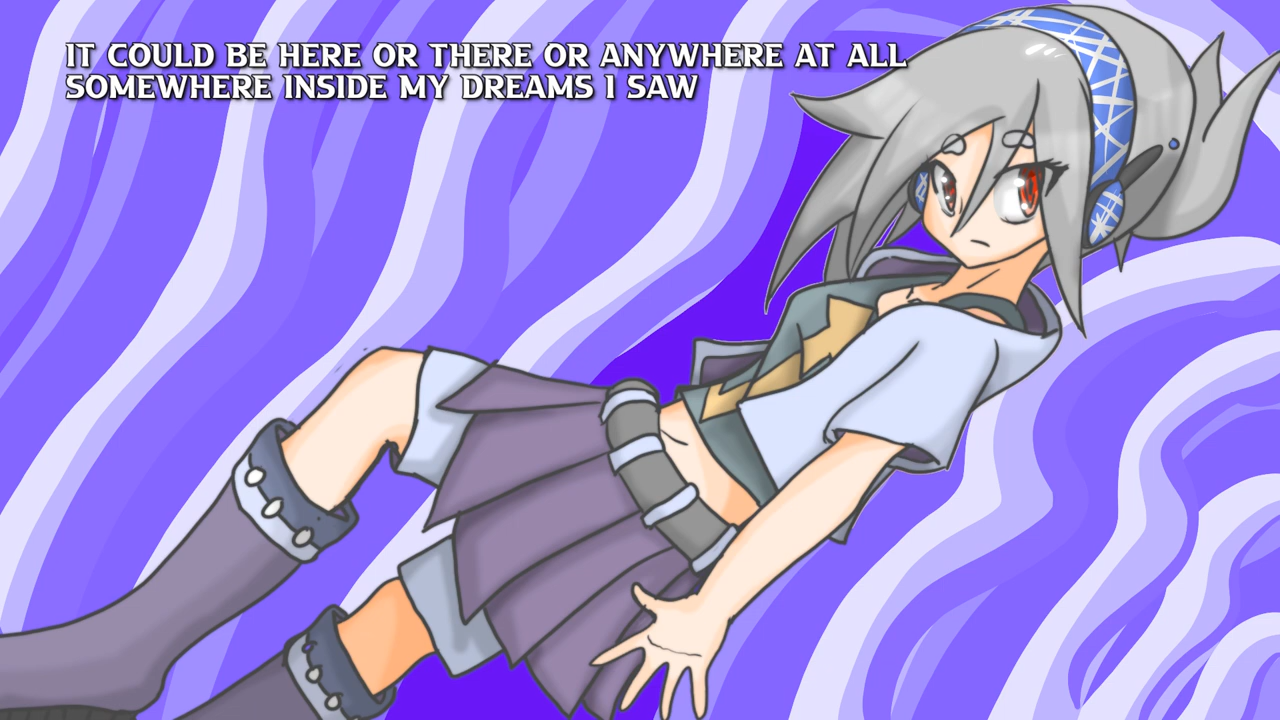 IT COULD BE HERE OR THERE OR ANYWHERE AT ALL
SOMEWHERE INSIDE MY DREAMS I SAW